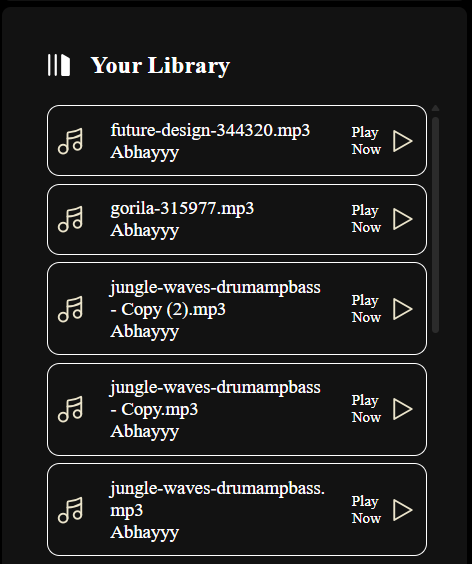 Your Library
future-design-344320.mp3
Abhayyy
Play
Now
gorila-315977.mp3
Abhayyy
Play
Now
jungle-waves-drumampbass
- Copy (2).mp3
Abhayyy
Play
Now
jungle-waves-drumampbass
- Copy.mp3
Abhayyy
Play
Now
jungle-waves-drumampbass.
mp3
Abhayyy
Play
Now